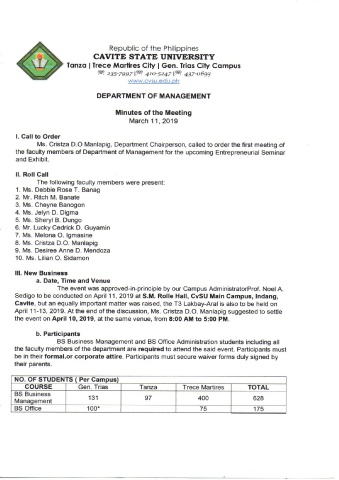 Republic of the Philippines
CAVITE STATE UNIVERSITY
Tanza | Trece Martires City | Gen. Trias City Campus
☏ 235-7997 |☏ 410-5247 |☏ 437-0693
www.cvsu.edu.ph
DEPARTMENT OF MANAGEMENT
Minutes of the Meeting
March 11, 2019
I. Call to Order
Ms. Cristza D.O Manlapig, Department Chairperson, called to order the first meeting of
the faculty members of Department of Management for the upcoming Entrepreneurial Seminar
and Exhibit.
II. Roll Call
The following faculty members were present:
1. Ms. Debbie Rose T. Banag
2. Mr. Ritch M. Banate
3. Ms. Cheyne Banogon
4. Ms. Jelyn D. Digma
5. Ms. Sheryl B. Dungo
6. Mr. Lucky Cedrick D. Guyamin
7. Ms. Melona O. Igmasine
8. Ms. Cristza D.O. Manlapig
9. Ms. Desiree Anne D. Mendoza
10. Ms. Lilian O. Sidamon
III. New Business
a. Date, Time and Venue
The event was approved-in-principle by our Campus AdministratorProf. Noel A.
Sedigo to be conducted on April 11, 2019 at S.M. Rolle Hall, CvSU Main Campus, Indang,
Cavite, but an equally important matter was raised, the T3 Lakbay-Aral is also to be held on
April 11-13, 2019. At the end of the discussion, Ms. Cristza D.O. Manlapig suggested to settle
the event on April 10, 2019, at the same venue, from 8:00 AM to 5:00 PM.
b. Participants
BS Business Management and BS Office Administration students including all
the faculty members of the department are required to attend the said event. Participants must
be in their formal,or corporate attire. Participants must secure waiver forms duly signed by
their parents.
NO. OF STUDENTS ( Per Campus)
COURSE Gen. Trias Tanza Trece Martires TOTAL
BS Business Management 131 97 400 628
BS Office 100* 75 175